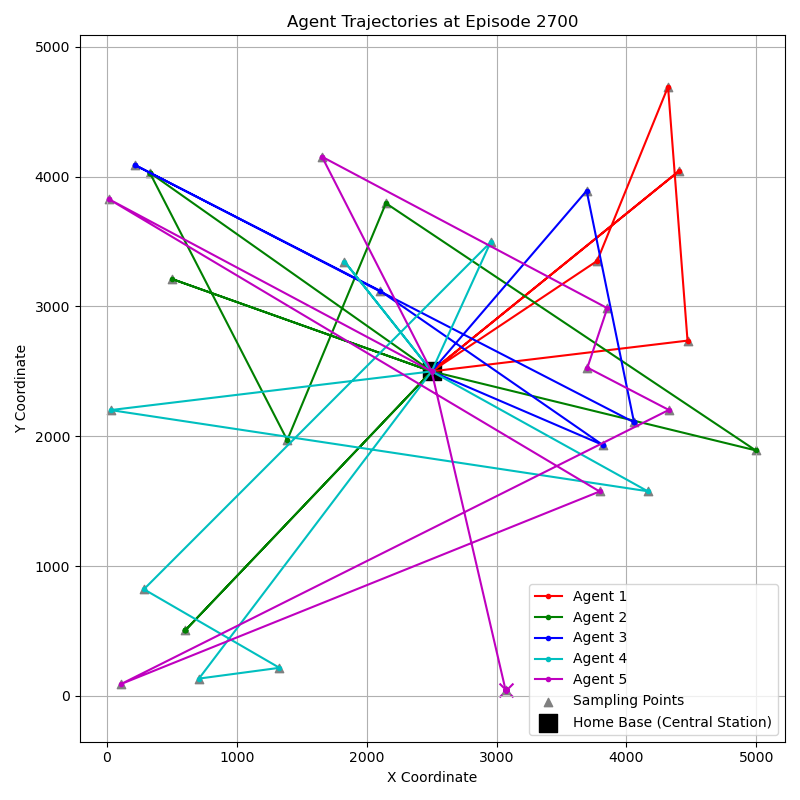 Agent Trajectories at Episode 2700
Y Coordinate
5000
4000
3000
2000
1000
0
0 1000 2000 3000 4000 5000
X Coordinate
Agent 1
Agent 2
Agent 3
Agent 4
Agent 5
Sampling Points
Home Base (Central Station)